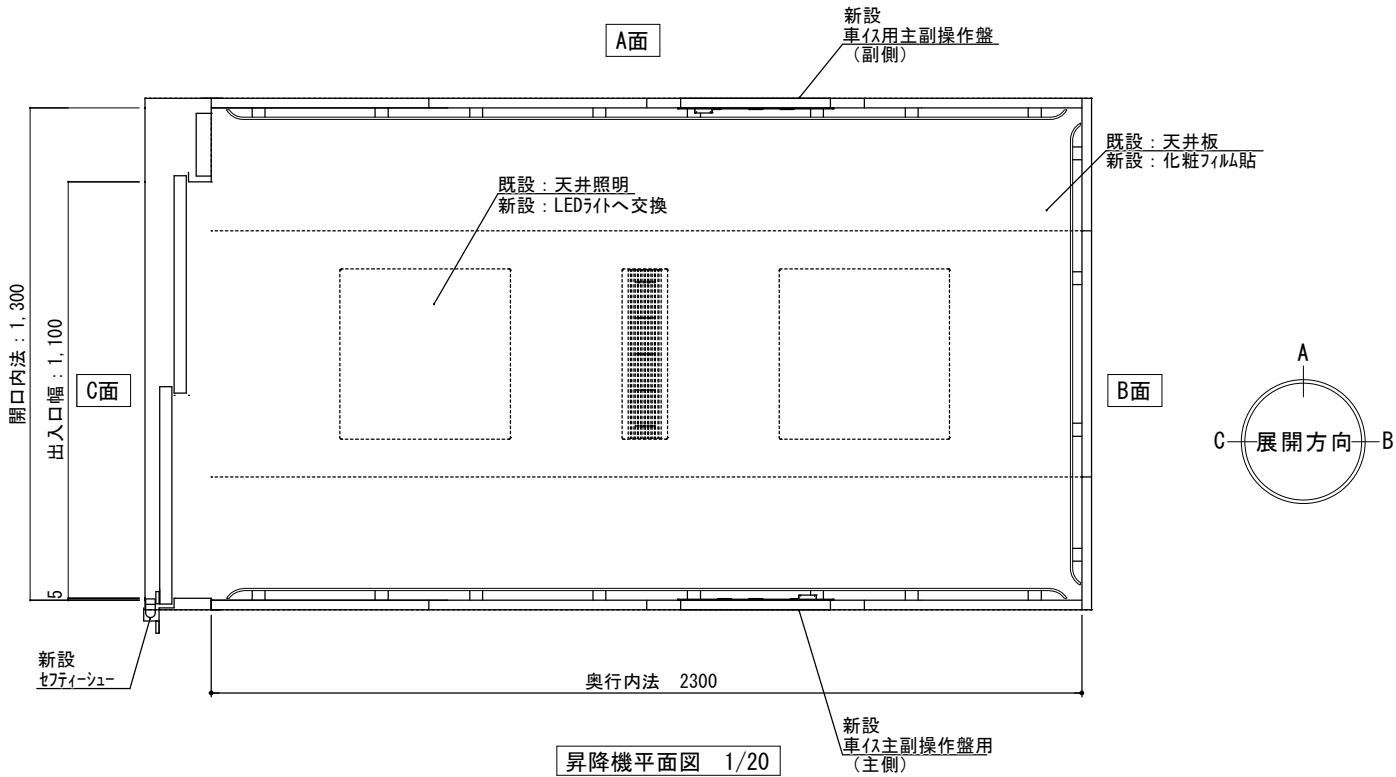 新設
車ｲｽ用主副操作盤
（副側）
A面
既設：天井板
新設：化粧ﾌｨﾙﾑ貼
既設：天井照明
新設：LEDﾗｲﾄへ交換
開口内法：1,300
出入口幅：1,100
5
C面
B面
A
C
展開方向
B
新設
ｾﾌﾃｨｰｼｭｰ
奥行内法　2300
新設
車ｲｽ主副操作盤用
（主側）
昇降機平面図　1/20